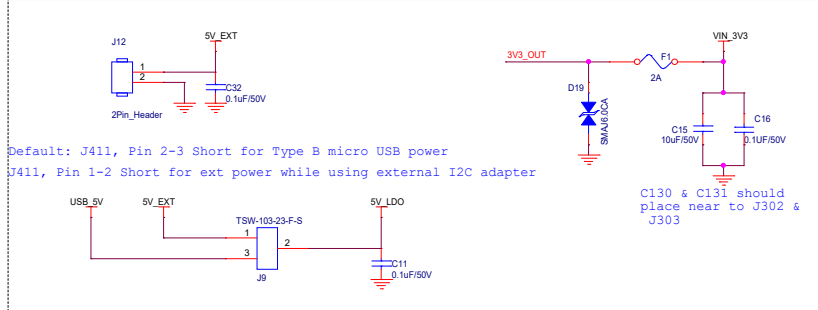 J12
5V_EXT
1
2
C32
0.1uF/50V
2Pin_Header
3V3_OUT
F1
2A
VIN_3V3
D19
SMAJ6.0CA
C15
10uF/50V
C16
0.1UF/50V
Default: J411, Pin 2-3 Short for Type B micro USB power
J411, Pin 1-2 Short for ext power while using external I2C adapter
C130 & C131 should
place near to J302 &
J303
USB_5V
5V_EXT
5V_LDO
TSW-103-23-F-S
1
2
3
J9
C11
0.1uF/50V